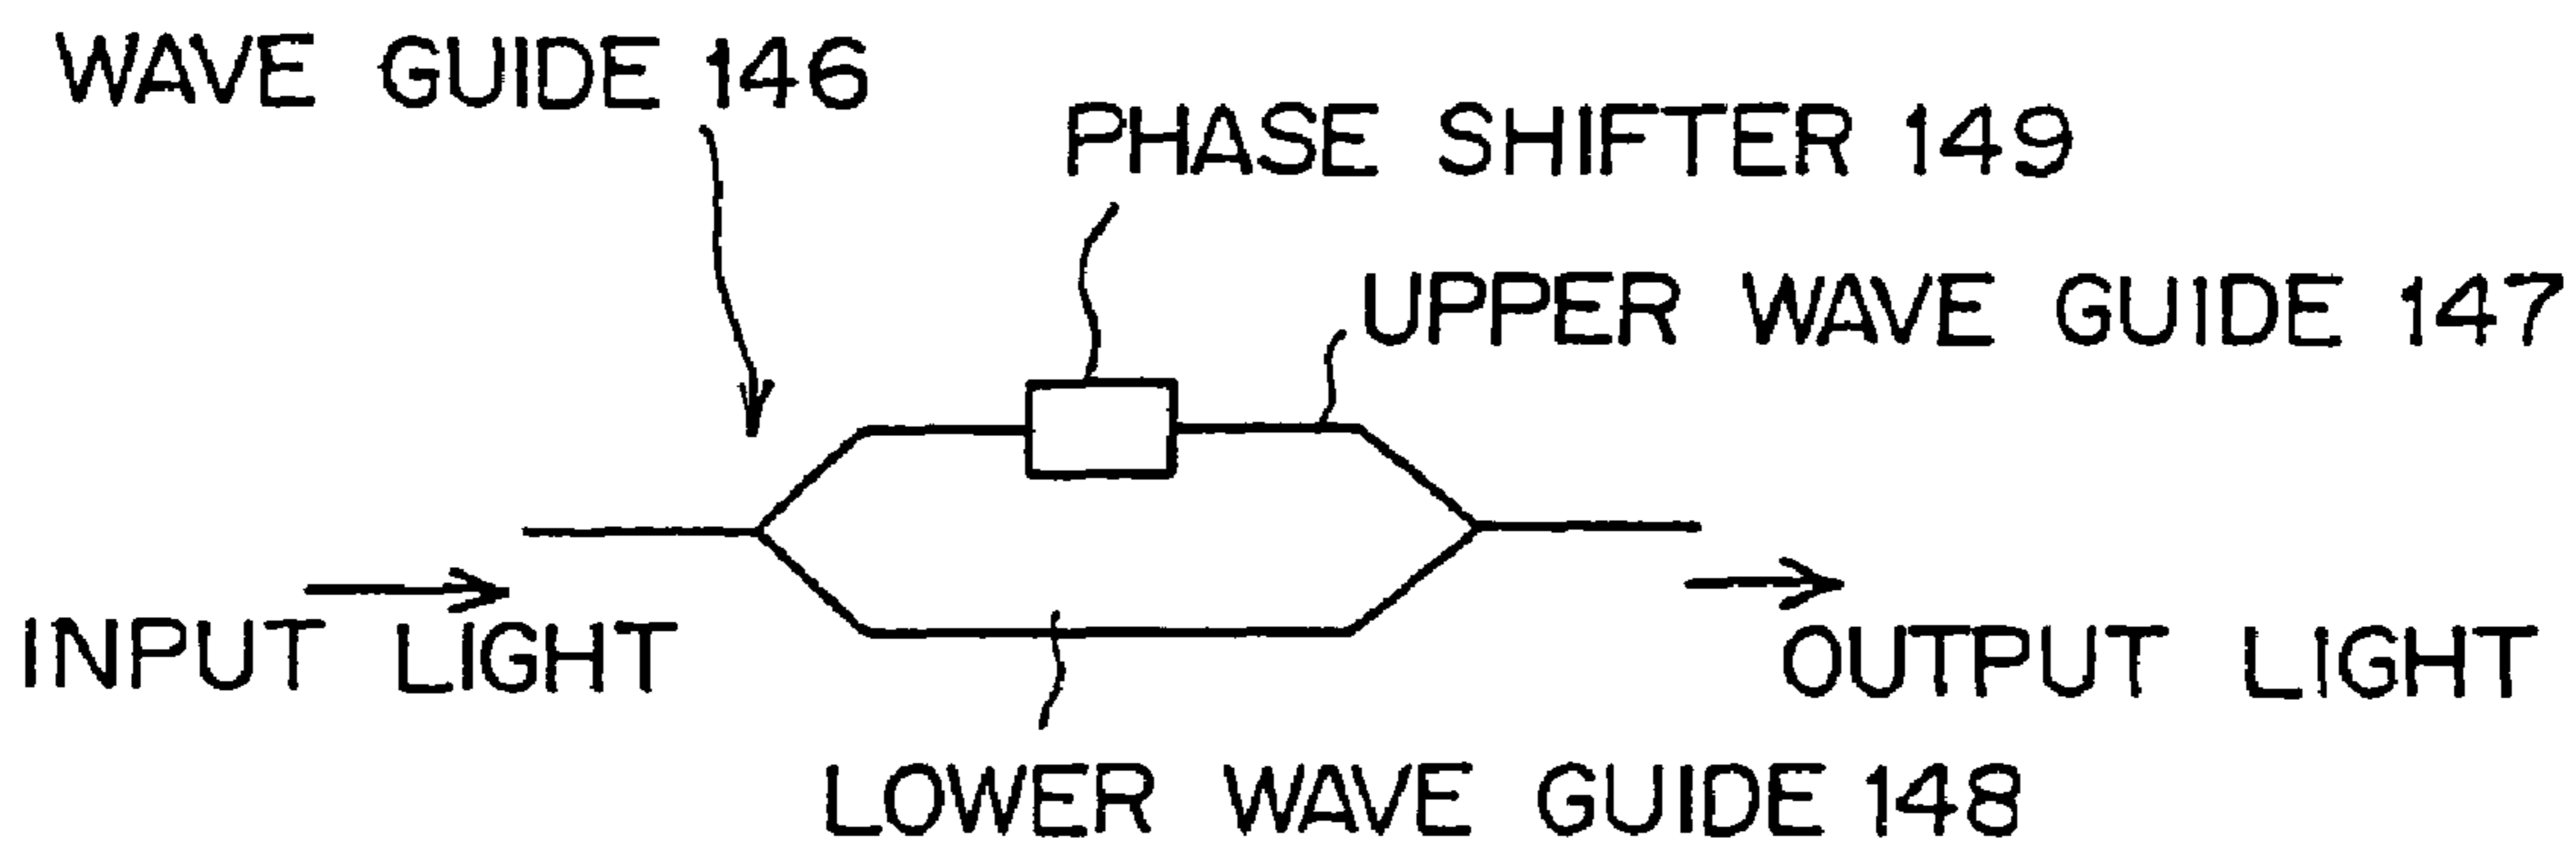 WAVE GUIDE 146
PHASE SHIFTER 149
UPPER WAVE GUIDE 147
INPUT LIGHT
OUTPUT LIGHT
LOWER WAVE GUIDE 148